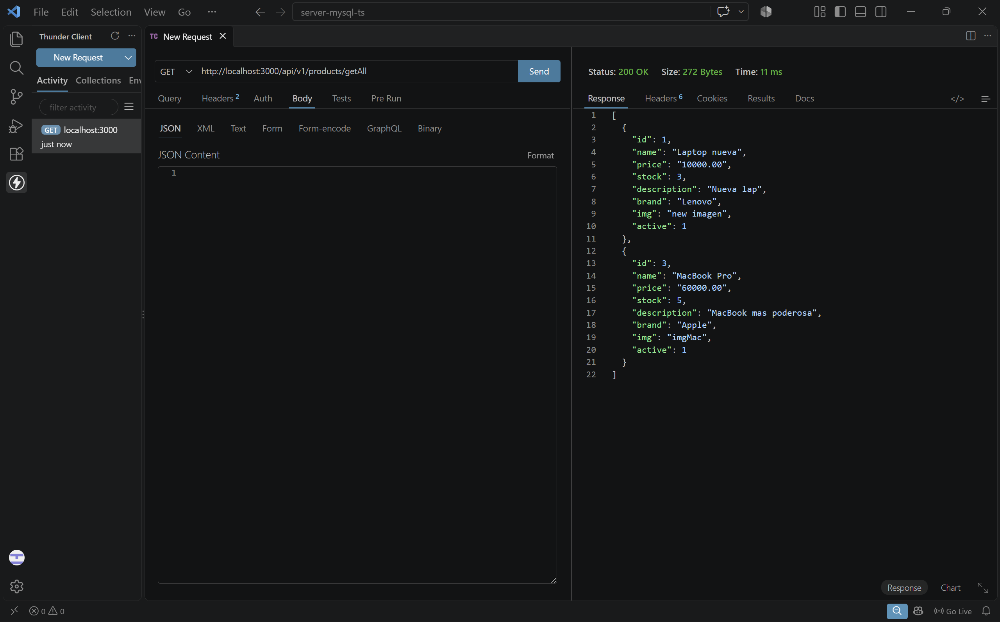 File Edit Selection View Go ...
server-mysql-ts
Thunder Client
New Request
Activity Collections Env
filter activity
GET localhost:3000
just now
TC New Request
GET http://localhost:3000/api/v1/products/getAll Send
Query Headers 2 Auth Body Tests Pre Run
JSON XML Text Form Form-encode GraphQL Binary
JSON Content Format
1
Status: 200 OK Size: 272 Bytes Time: 11 ms
Response Headers 6 Cookies Results Docs </>
1 [
2 {
3 "id": 1,
4 "name": "Laptop nueva",
5 "price": "10000.00",
6 "stock": 3,
7 "description": "Nueva lap",
8 "brand": "Lenovo",
9 "img": "new imagen",
10 "active": 1
11 },
12 {
13 "id": 3,
14 "name": "MacBook Pro",
15 "price": "60000.00",
16 "stock": 5,
17 "description": "MacBook mas poderosa",
18 "brand": "Apple",
19 "img": "imgMac",
20 "active": 1
21 }
22 ]
Response Chart
0 0
Go Live